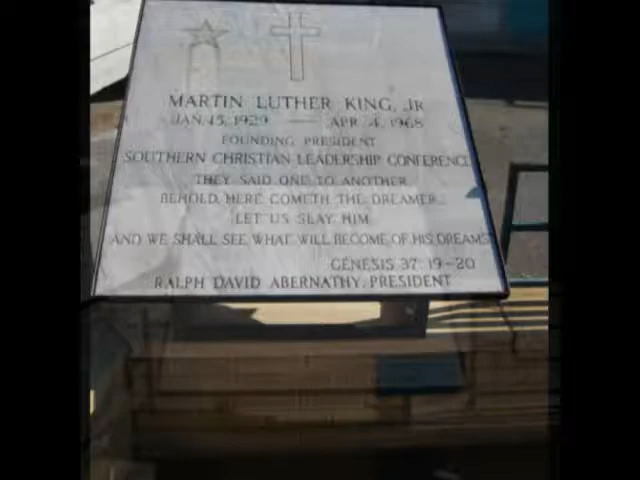 MARTIN LUTHER KING, JR
JAN. 15, 1929 — APR. 4, 1968
FOUNDING PRESIDENT
SOUTHERN CHRISTIAN LEADERSHIP CONFERENCE
THEY SAID ONE TO ANOTHER
BEHOLD, HERE COMETH THE DREAMER...
LET US SLAY HIM
AND WE SHALL SEE WHAT WILL BECOME OF HIS DREAMS
GENESIS 37: 19-20
RALPH DAVID ABERNATHY, PRESIDENT